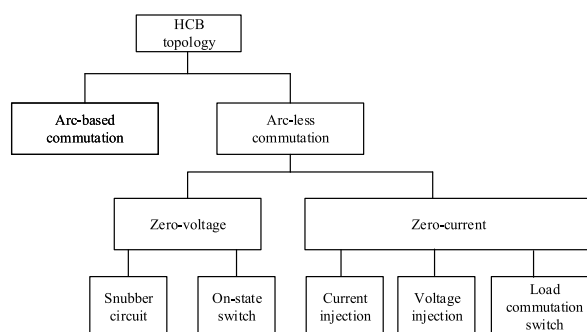 HCB
topology
Arc-based
commutation
Arc-less
commutation
Zero-voltage
Zero-current
Snubber
circuit
On-state
switch
Current
injection
Voltage
injection
Load
commutation
switch